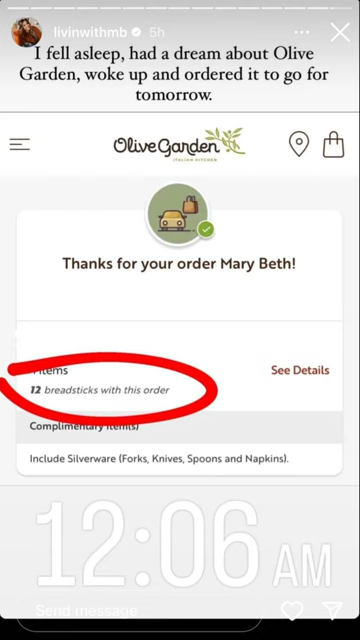 livinwithmb 5h
I fell asleep, had a dream about Olive
Garden, woke up and ordered it to go for
tomorrow.
Olive Garden
ITALIAN KITCHEN
Thanks for your order Mary Beth!
Items
See Details
12 breadsticks with this order
Complimentary Item(s)
Include Silverware (Forks, Knives, Spoons and Napkins).
12:06 AM
Send message